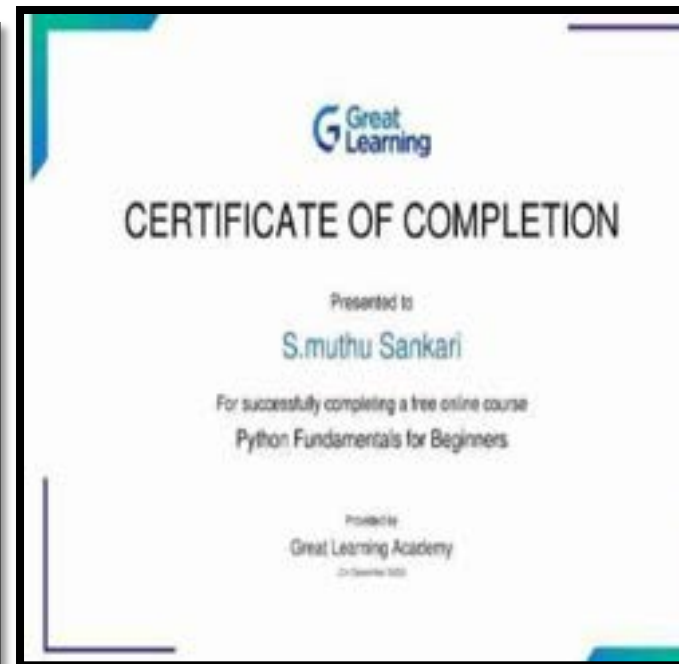 Great
Learning
CERTIFICATE OF COMPLETION
Presented to
S.muthu Sankari
For successfully completing a free online course
Python Fundamentals for Beginners
Provided by
Great Learning Academy